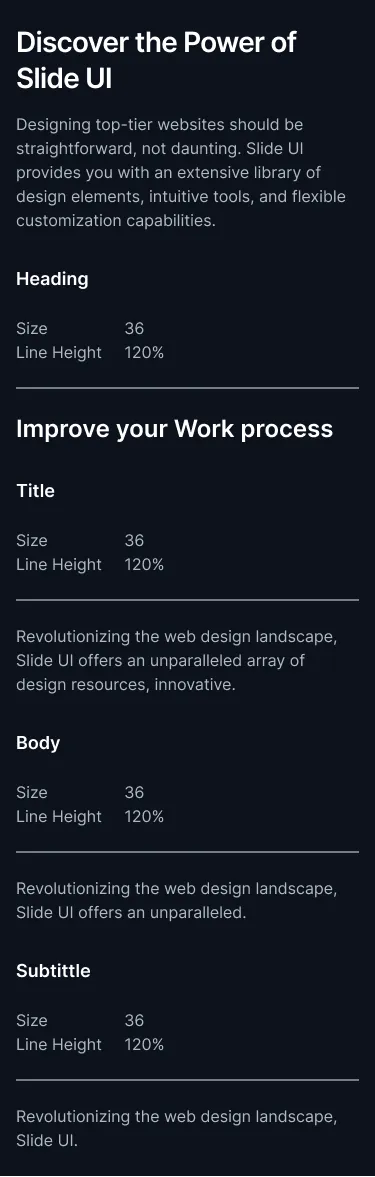 Discover the Power of
Slide UI
Designing top-tier websites should be
straightforward, not daunting. Slide UI
provides you with an extensive library of
design elements, intuitive tools, and flexible
customization capabilities.
Heading
Size 36
Line Height 120%
Improve your Work process
Title
Size 36
Line Height 120%
Revolutionizing the web design landscape,
Slide UI offers an unparalleled array of
design resources, innovative.
Body
Size 36
Line Height 120%
Revolutionizing the web design landscape,
Slide UI offers an unparalleled.
Subtittle
Size 36
Line Height 120%
Revolutionizing the web design landscape,
Slide UI.